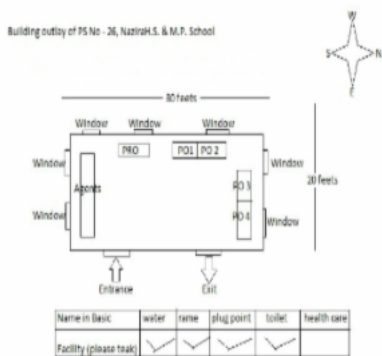 Building outlay of PS No - 26, NaziraH.S. & M.P. School
W
S N
E
30 feets
Window Window Window
PRO PO1 PO 2
Window Window
Agents
PO 3
20 feets
Window PO 4 Window
Entrance Exit
Name in Basic water rame plug point toilet health care
Facility (please teak)